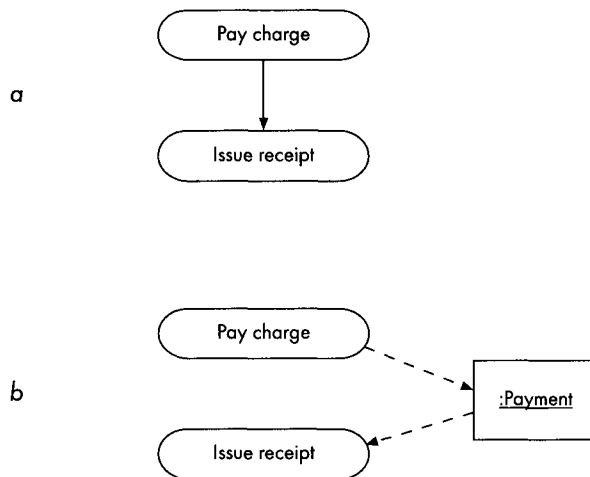 Pay charge
a
Issue receipt
Pay charge
b
:Payment
Issue receipt